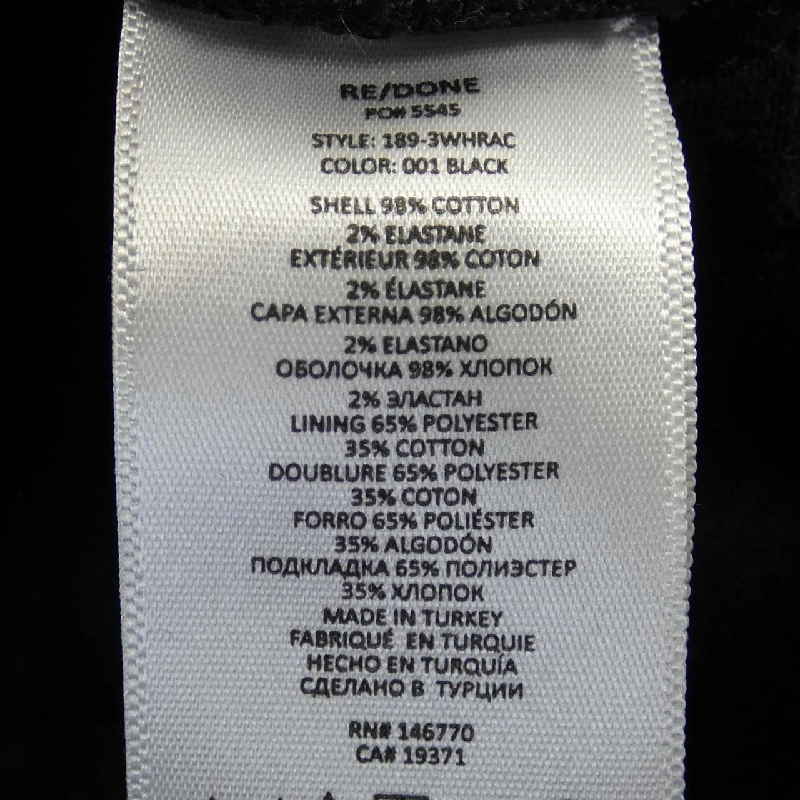 RE/DONE
PO# 5545
STYLE: 189-3WHRAC
COLOR: 001 BLACK
SHELL 98% COTTON
2% ELASTANE
EXTÉRIEUR 98% COTON
2% ÉLASTANE
CAPA EXTERNA 98% ALGODÓN
2% ELASTANO
ОБОЛОЧКА 98% ХЛОПОК
2% ЭЛАСТАН
LINING 65% POLYESTER
35% COTTON
DOUBLURE 65% POLYESTER
35% COTON
FORRO 65% POLIÉSTER
35% ALGODÓN
ПОДКЛАДКА 65% ПОЛИЭСТЕР
35% ХЛОПОК
MADE IN TURKEY
FABRIQUÉ EN TURQUIE
HECHO EN TURQUÍA
СДЕЛАНО В ТУРЦИИ
RN# 146770
CA# 19371